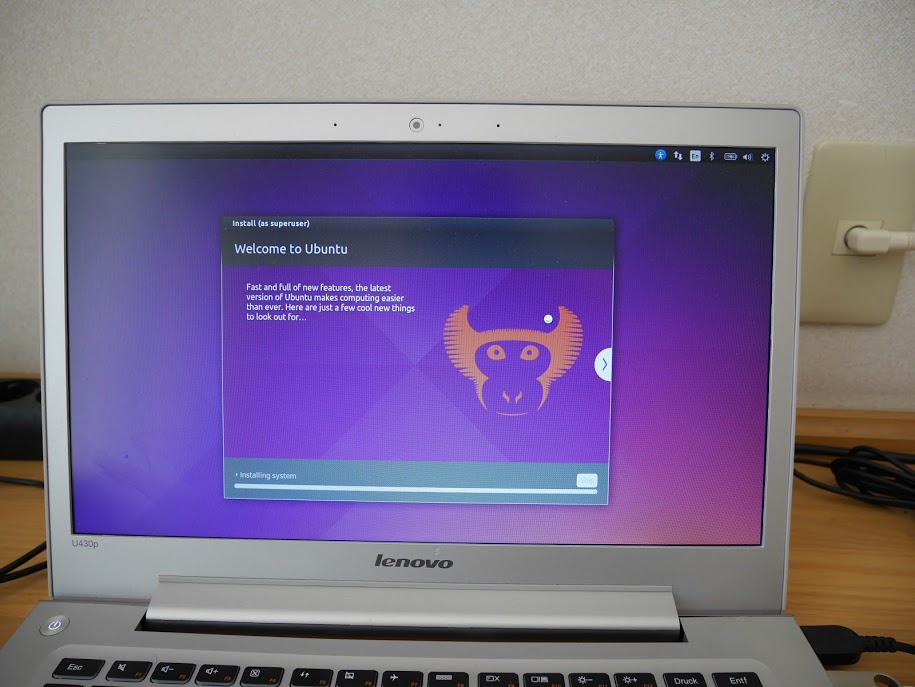 En
Install (as superuser)
Welcome to Ubuntu
Fast and full of new features, the latest
version of Ubuntu makes computing easier
than ever. Here are just a few cool new things
to look out for...
Installing system
Skip
U430p
lenovo
Esc
Druck
Entf